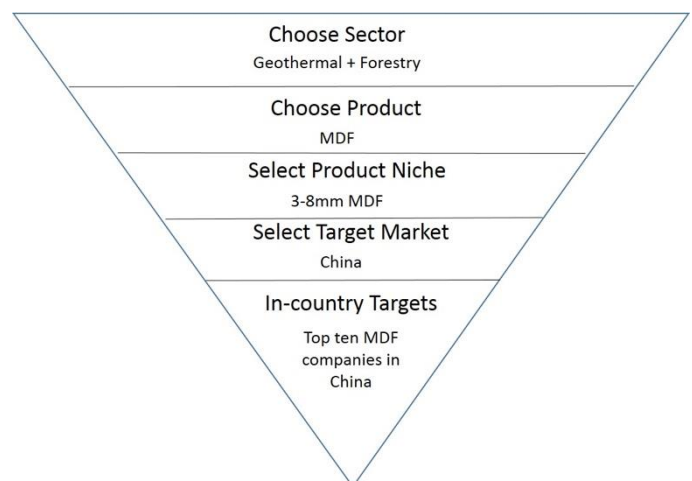 Choose Sector
Geothermal + Forestry
Choose Product
MDF
Select Product Niche
3-8mm MDF
Select Target Market
China
In-country Targets
Top ten MDF
companies in
China